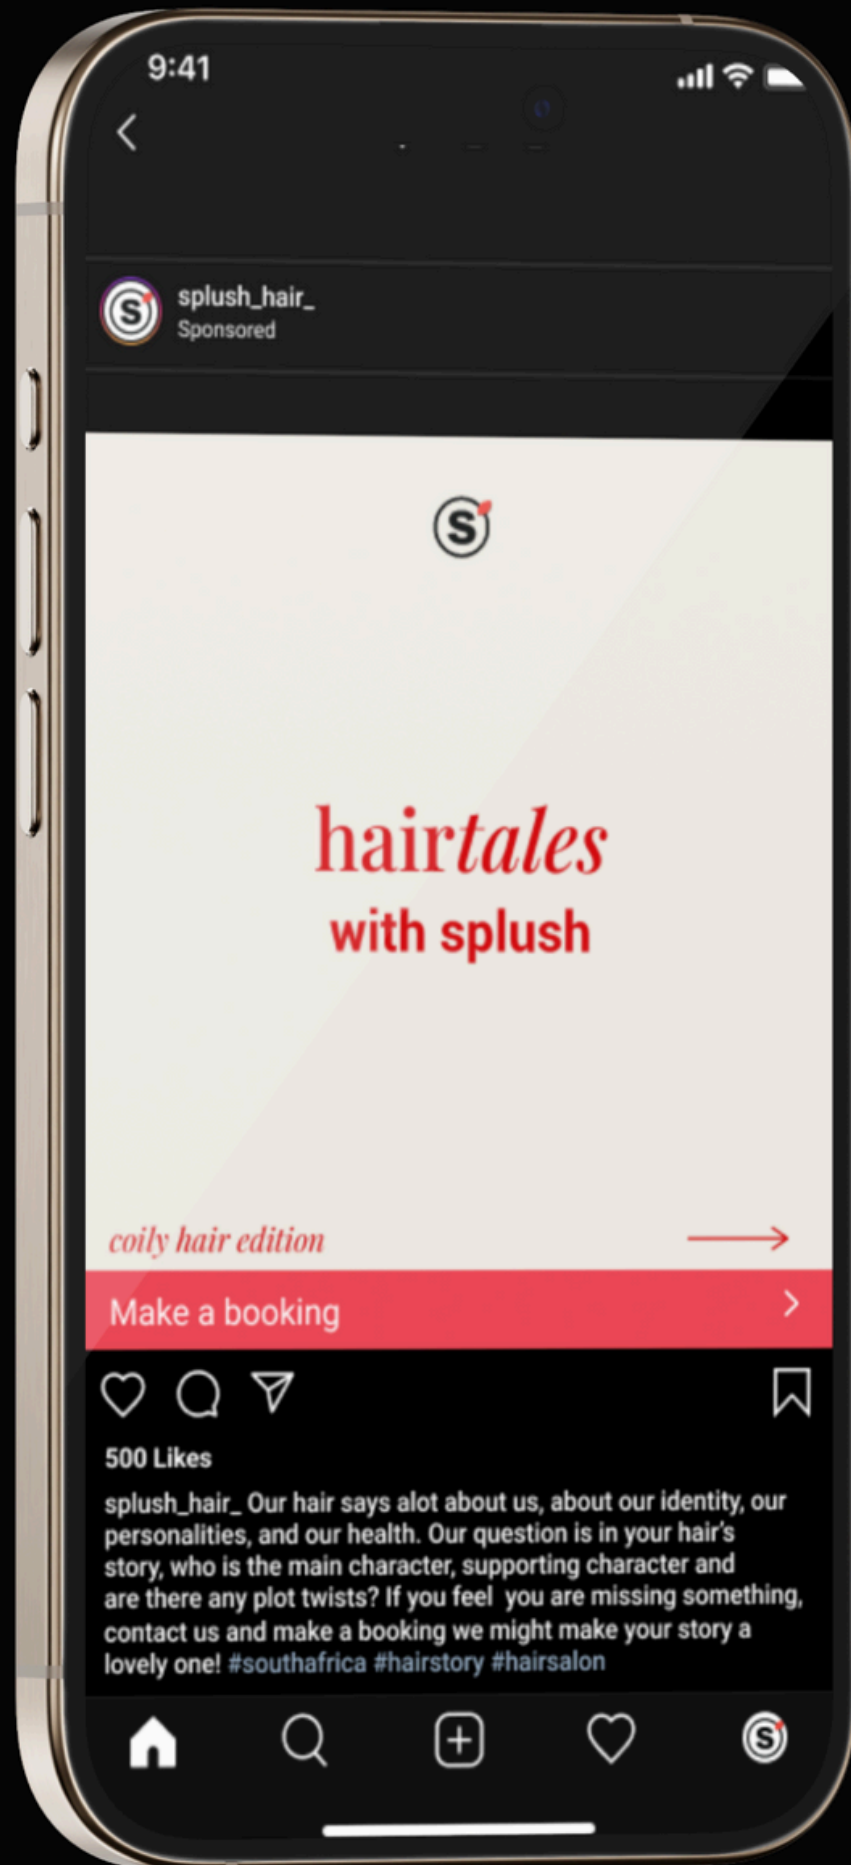 9:41
splush_hair_
Sponsored
S
hairtales
with splush
coily hair edition
Make a booking
500 Likes
splush_hair_ Our hair says alot about us, about our identity, our
personalities, and our health. Our question is in your hair's
story, who is the main character, supporting character and
are there any plot twists? If you feel  you are missing something,
contact us and make a booking we might make your story a
lovely one! #southafrica #hairstory #hairsalon